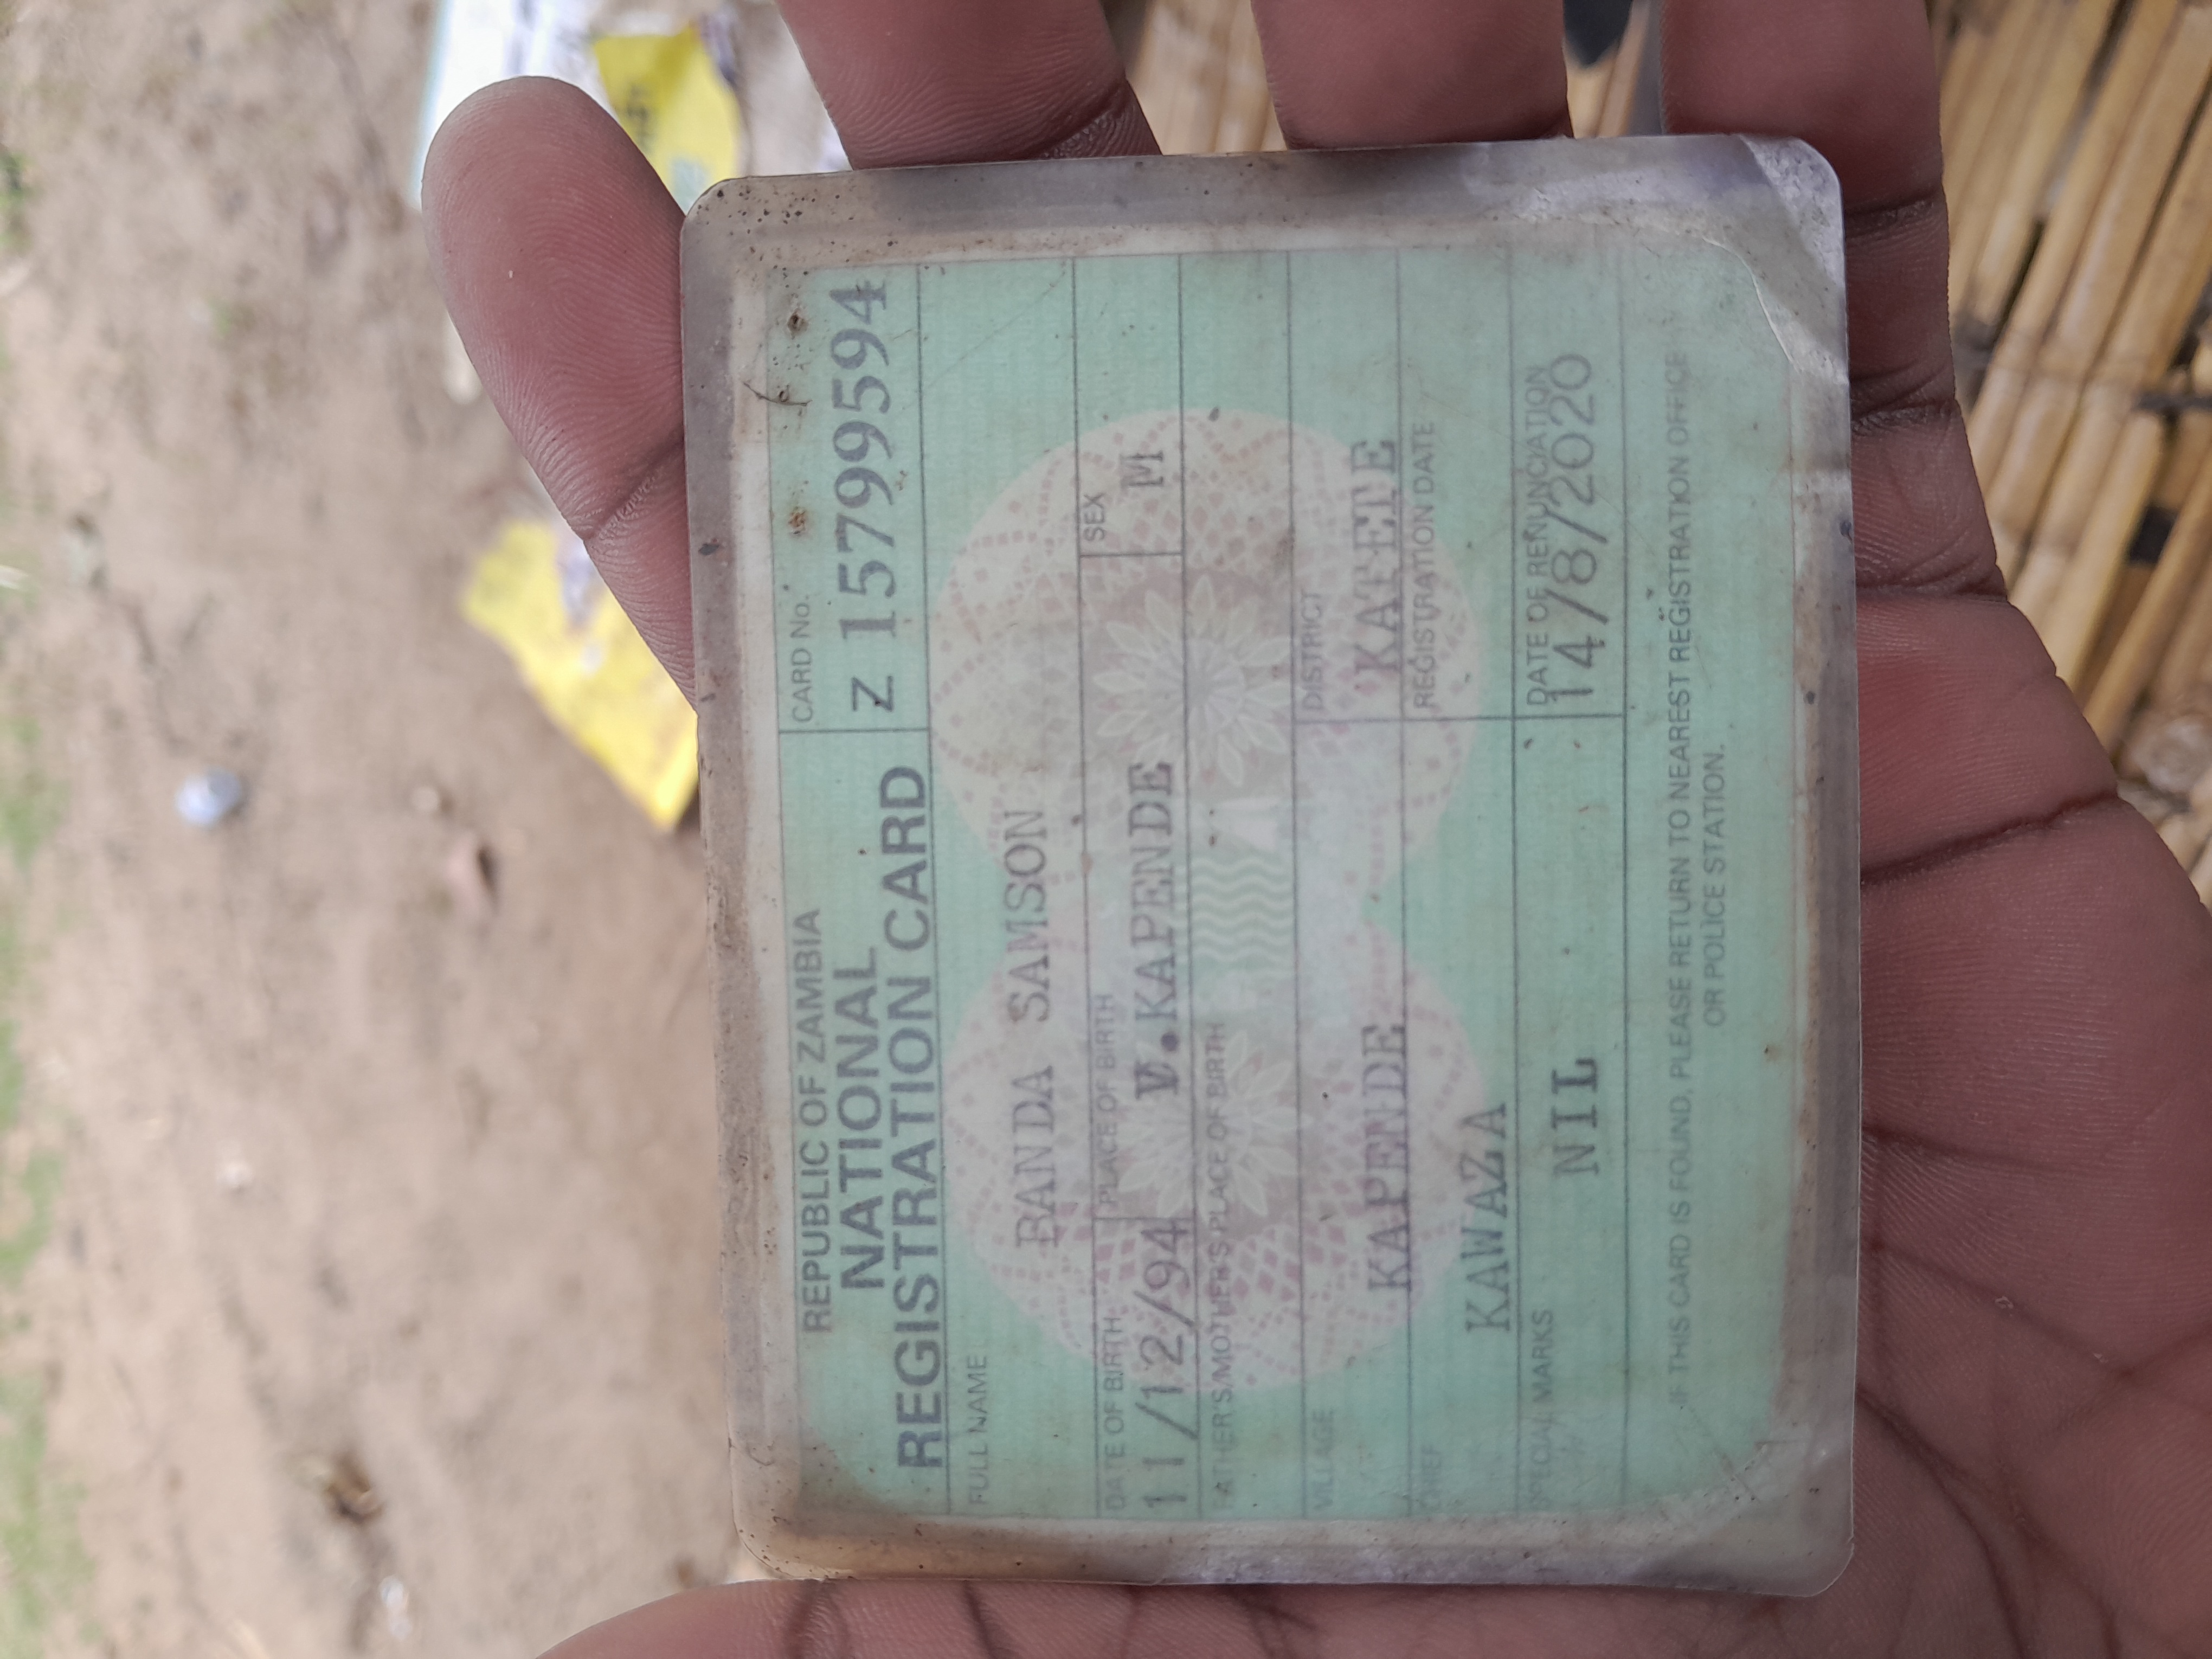 REPUBLIC OF ZAMBIA
NATIONAL
REGISTRATION CARD
CARD No.
Z 15799594
FULL NAME
BANDA SAMSON
DATE OF BIRTH PLACE OF BIRTH SEX
11/12/94 V.KAPENDE M
FATHER'S/MOTHER'S PLACE OF BIRTH
VILLAGE DISTRICT
KAPENDE KATETE
CHIEF REGISTRATION DATE
KAWAZA
SPECIAL MARKS DATE OF RENUNCIATION
NIL 14/8/2020
IF THIS CARD IS FOUND, PLEASE RETURN TO NEAREST REGISTRATION OFFICE
OR POLICE STATION.